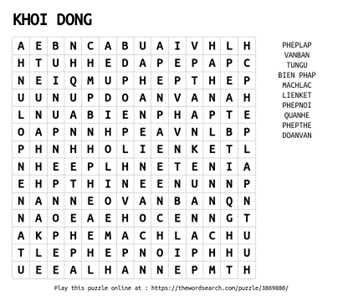 KHOI DONG
A E B N C A B U A I V H L H
H T U H H E D A P E P A P C
N E I Q M U P H E P T H E P
U U N U P D O A N V A N A H
L N U A B I E N P H A P T E
O A P N N H P E A V N L B P
P H N H H O L I E N K E T L
N H E E P L H N E T E N I A
E H P T H I N E E N U N N P
N A N N E O V A N B A N Q N
N A O E A E H O C E N N G T
A K P H E M A C H L A C H U
T L E P H E P N O I P H H U
U E E A L H A N N E P M T H
PHEPLAP
VANBAN
TUNGU
BIEN PHAP
MACHLAC
LIENKET
PHEPNOI
QUANHE
PHEPTHE
DOANVAN
Play this puzzle online at : https://thewordsearch.com/puzzle/3869880/